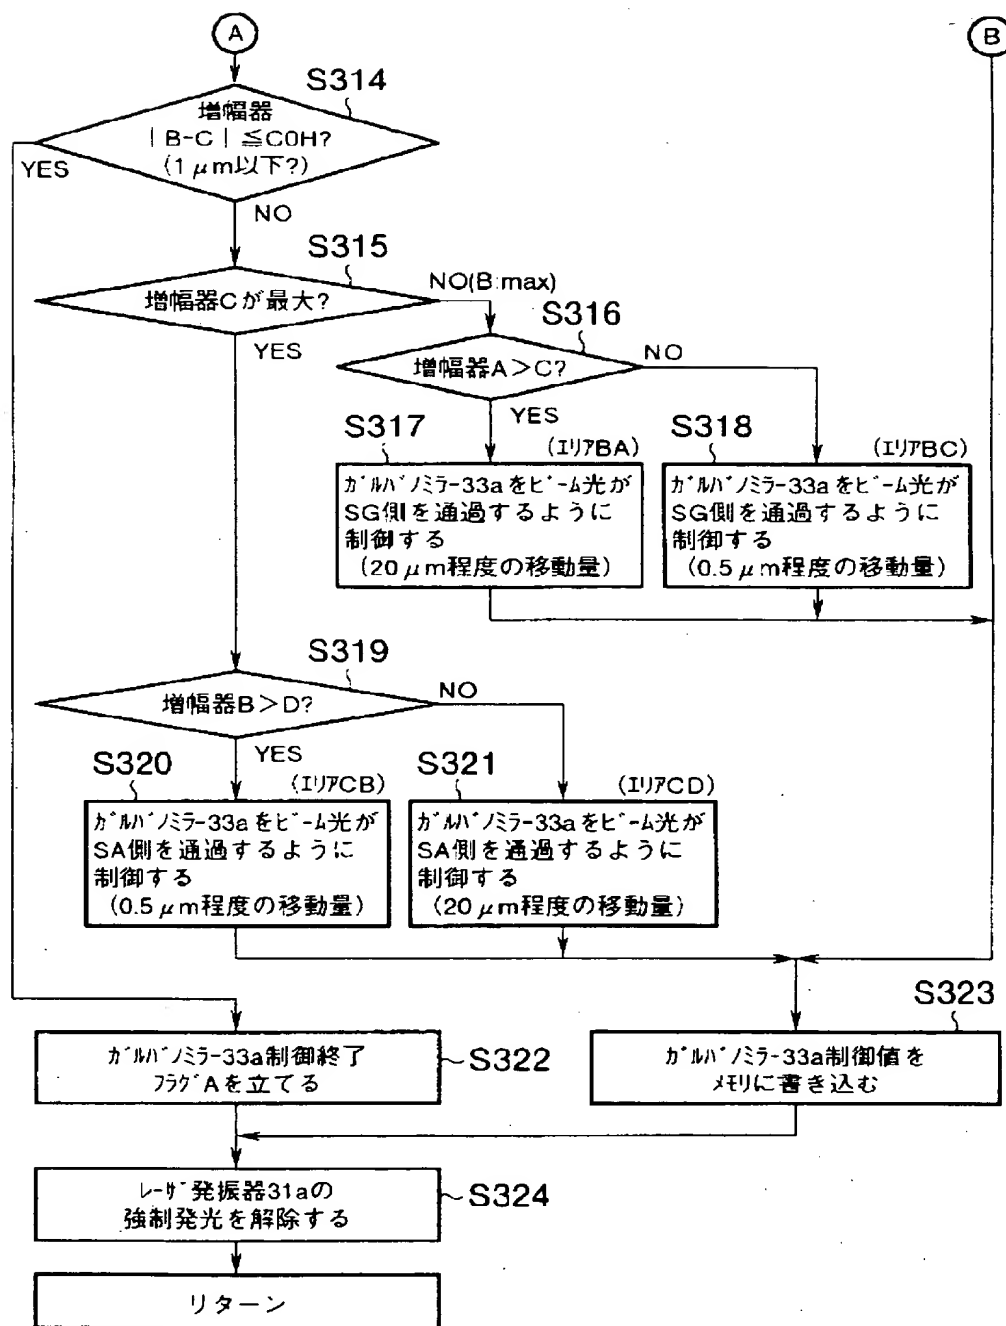 A
B
S314
増幅器
|B-C|≦C0H?
(1μm以下?)
YES
NO
S315
増幅器Cが最大?
NO(B:max)
YES
S316
増幅器A>C?
NO
YES
S317
(ｴﾘｱBA)
ｶﾞﾙﾊﾞﾉﾐﾗｰ33aをﾋﾞｰﾑ光が
SG側を通過するように
制御する
(20μm程度の移動量)
S318
(ｴﾘｱBC)
ｶﾞﾙﾊﾞﾉﾐﾗｰ33aをﾋﾞｰﾑ光が
SG側を通過するように
制御する
(0.5μm程度の移動量)
S319
増幅器B>D?
NO
YES
S320
(ｴﾘｱCB)
ｶﾞﾙﾊﾞﾉﾐﾗｰ33aをﾋﾞｰﾑ光が
SA側を通過するように
制御する
(0.5μm程度の移動量)
S321
(ｴﾘｱCD)
ｶﾞﾙﾊﾞﾉﾐﾗｰ33aをﾋﾞｰﾑ光が
SA側を通過するように
制御する
(20μm程度の移動量)
ｶﾞﾙﾊﾞﾉﾐﾗｰ33a制御終了
ﾌﾗｸﾞAを立てる
S322
S323
ｶﾞﾙﾊﾞﾉﾐﾗｰ33a制御値を
ﾒﾓﾘに書き込む
ﾚｰｻﾞ発振器31aの
強制発光を解除する
S324
リターン